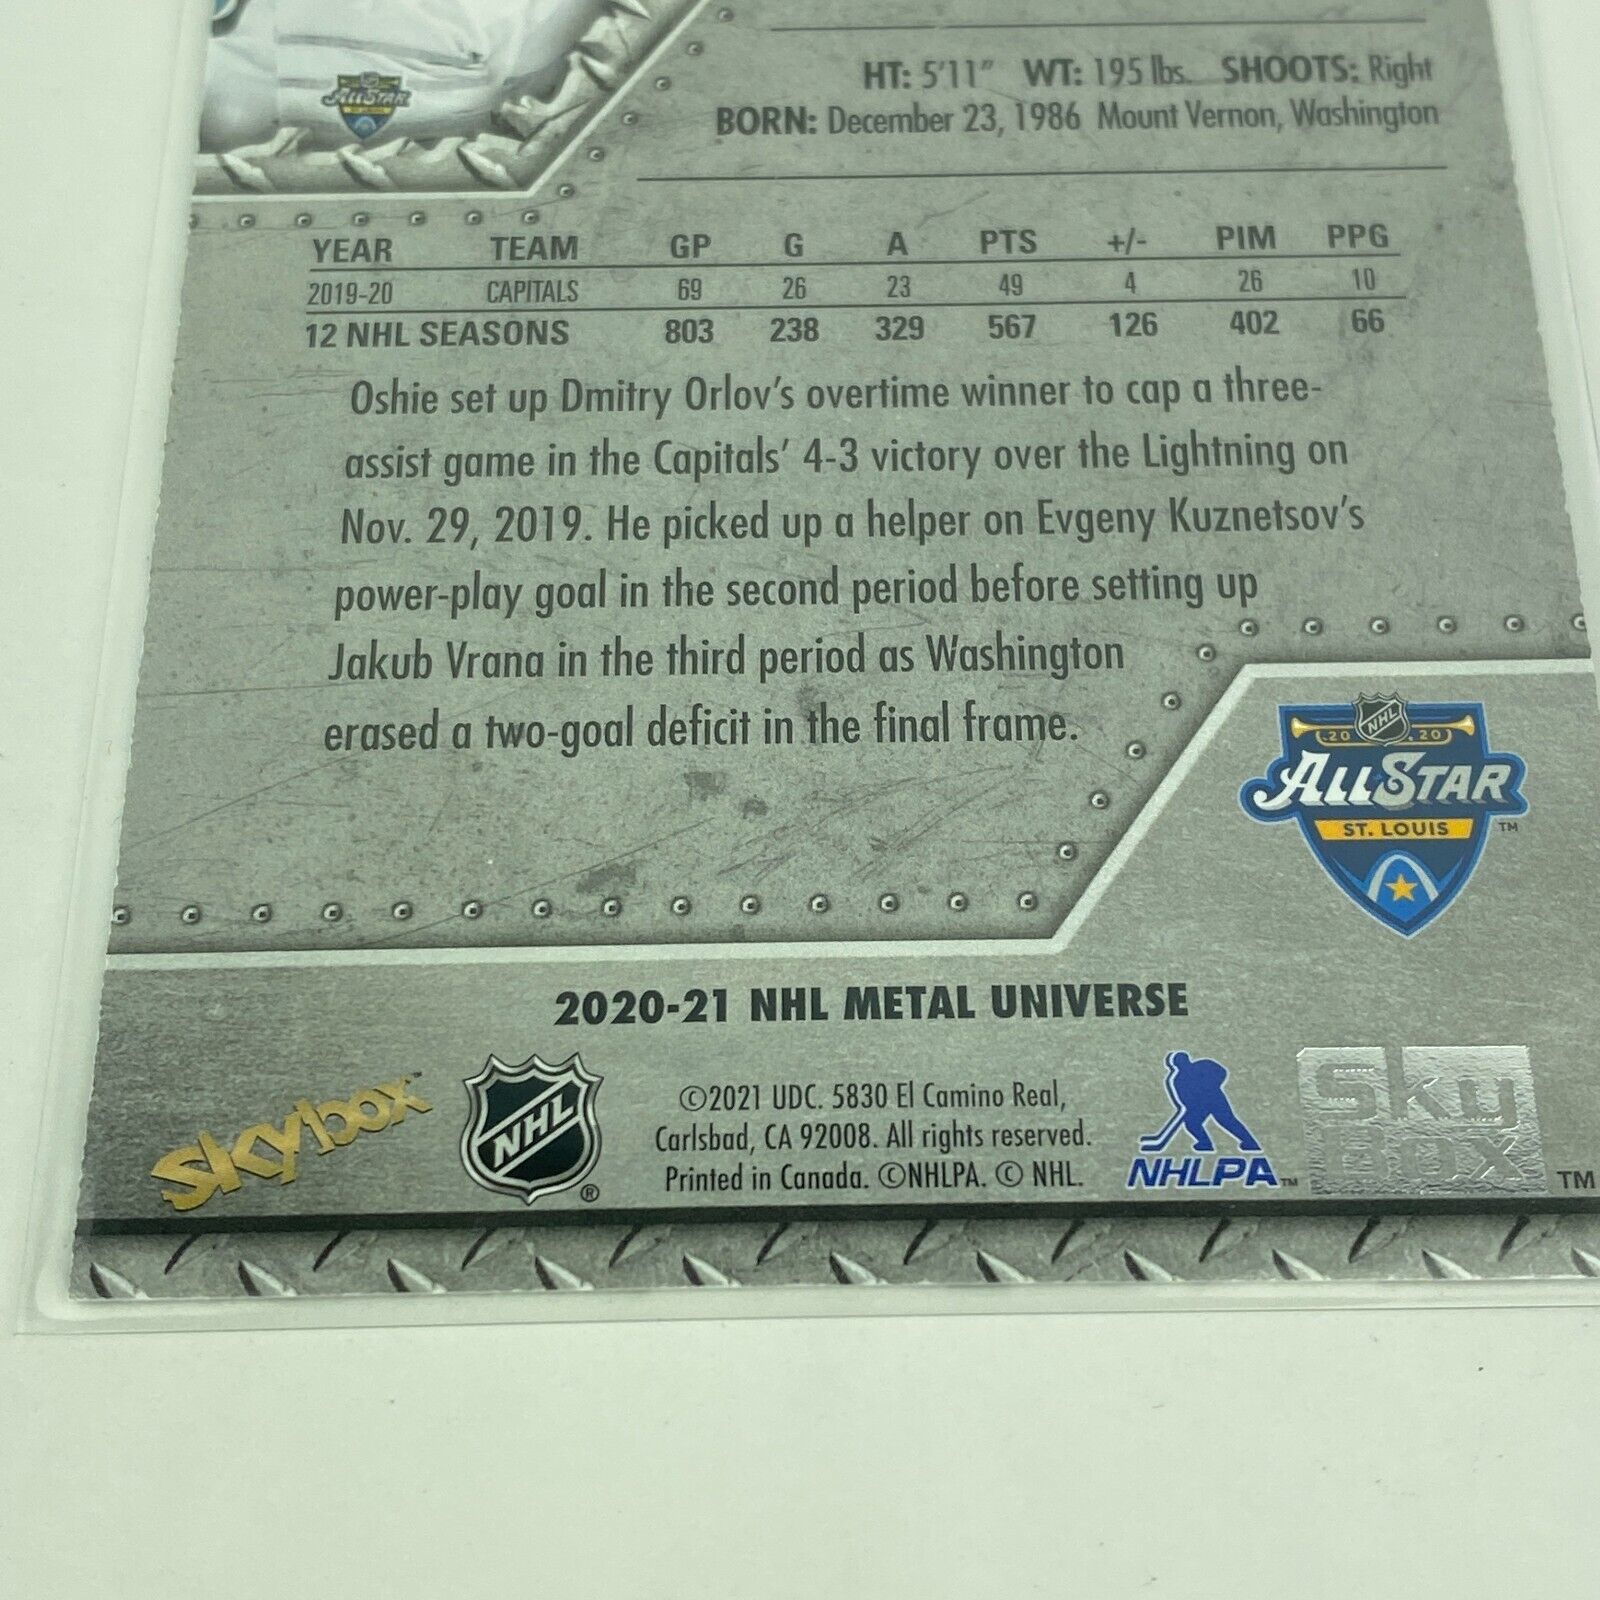 ALLSTAR
HT: 5'11" WT: 195 lbs. SHOOTS: Right
BORN: December 23, 1986 Mount Vernon, Washington
YEAR TEAM GP G A PTS +/- PIM PPG
2019-20 CAPITALS 69 26 23 49 4 26 10
12 NHL SEASONS 803 238 329 567 126 402 66
Oshie set up Dmitry Orlov's overtime winner to cap a three-
assist game in the Capitals' 4-3 victory over the Lightning on
Nov. 29, 2019. He picked up a helper on Evgeny Kuznetsov's
power-play goal in the second period before setting up
Jakub Vrana in the third period as Washington
erased a two-goal deficit in the final frame.
NHL
20 20
ALLSTAR
ST. LOUIS ™
2020-21 NHL METAL UNIVERSE
skybox™
NHL ®
©2021 UDC. 5830 El Camino Real,
Carlsbad, CA 92008. All rights reserved.
Printed in Canada. ©NHLPA. © NHL.
NHLPA™
Sky
BOX ™